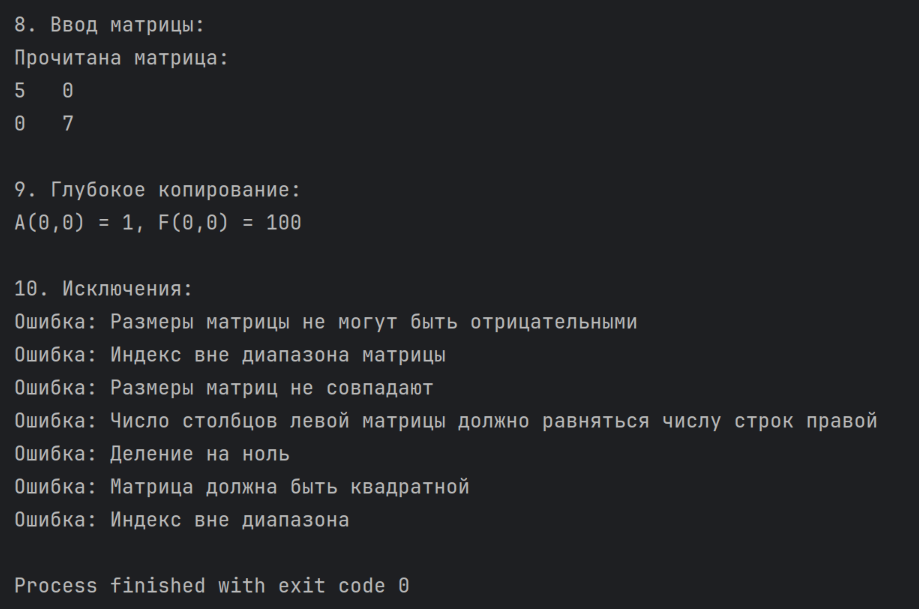 8. Ввод матрицы:
Прочитана матрица:
5   0
0   7
9. Глубокое копирование:
A(0,0) = 1, F(0,0) = 100
10. Исключения:
Ошибка: Размеры матрицы не могут быть отрицательными
Ошибка: Индекс вне диапазона матрицы
Ошибка: Размеры матриц не совпадают
Ошибка: Число столбцов левой матрицы должно равняться числу строк правой
Ошибка: Деление на ноль
Ошибка: Матрица должна быть квадратной
Ошибка: Индекс вне диапазона
Process finished with exit code 0